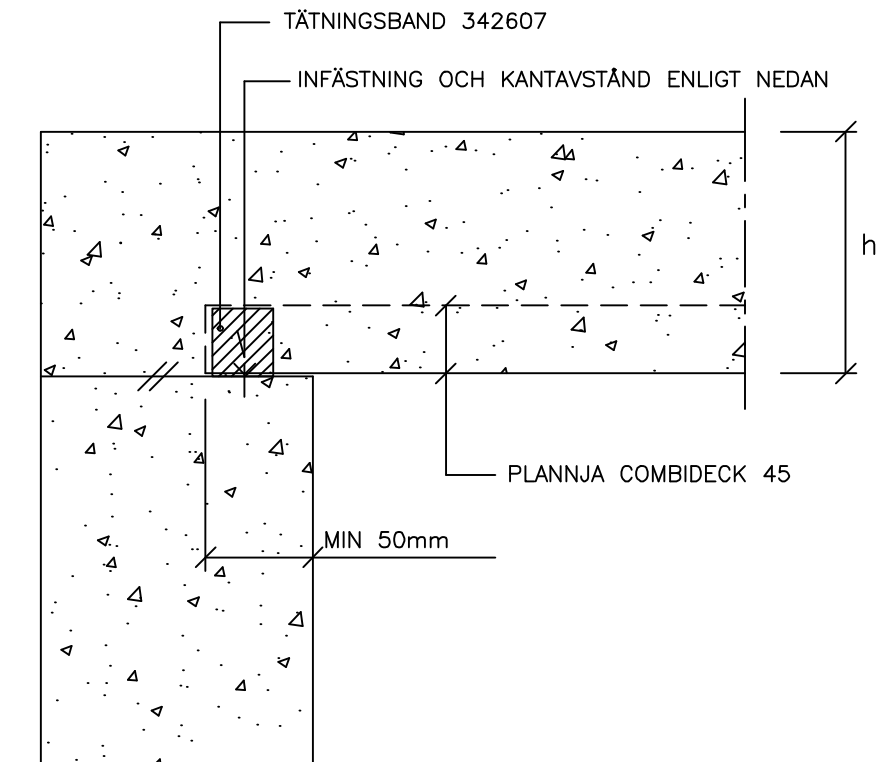 TÄTNINGSBAND 342607
INFÄSTNING OCH KANTAVSTÅND ENLIGT NEDAN
h
PLANNJA COMBIDECK 45
MIN 50mm